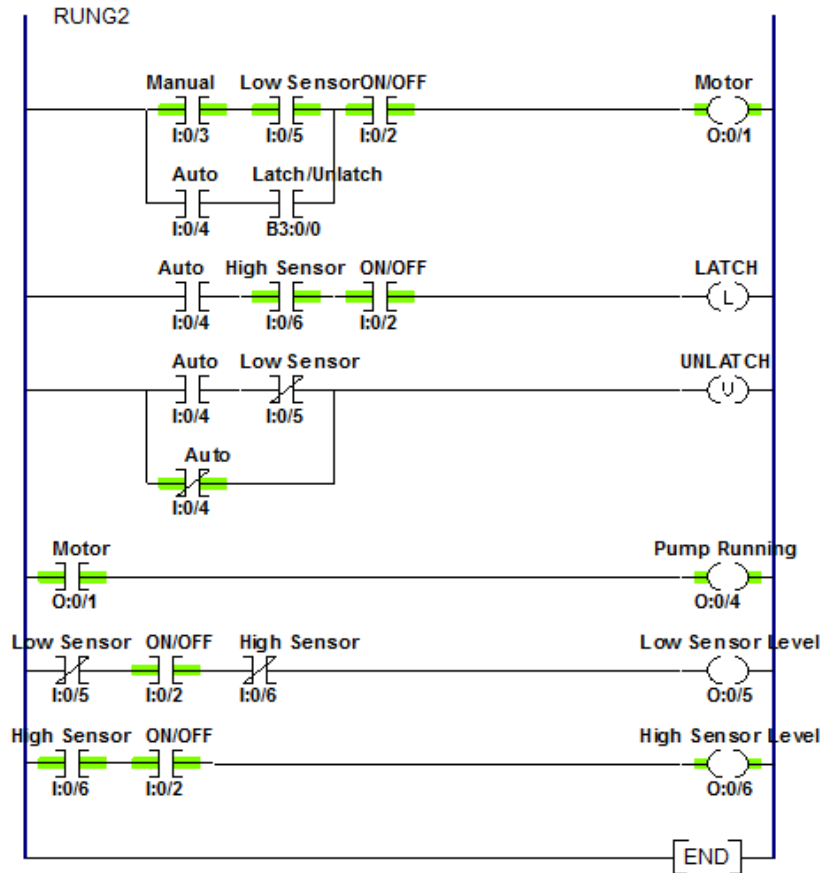 RUNG2
Manual Low Sensor ON/OFF Motor
I:0/3 I:0/5 I:0/2 O:0/1
Auto Latch/Unlatch
I:0/4 B3:0/0
Auto High Sensor ON/OFF LATCH
L
I:0/4 I:0/6 I:0/2
Auto Low Sensor UNLATCH
U
I:0/4 I:0/5
Auto
I:0/4
Motor Pump Running
O:0/1 O:0/4
Low Sensor ON/OFF High Sensor Low Sensor Level
I:0/5 I:0/2 I:0/6 O:0/5
High Sensor ON/OFF High Sensor Level
I:0/6 I:0/2 O:0/6
END